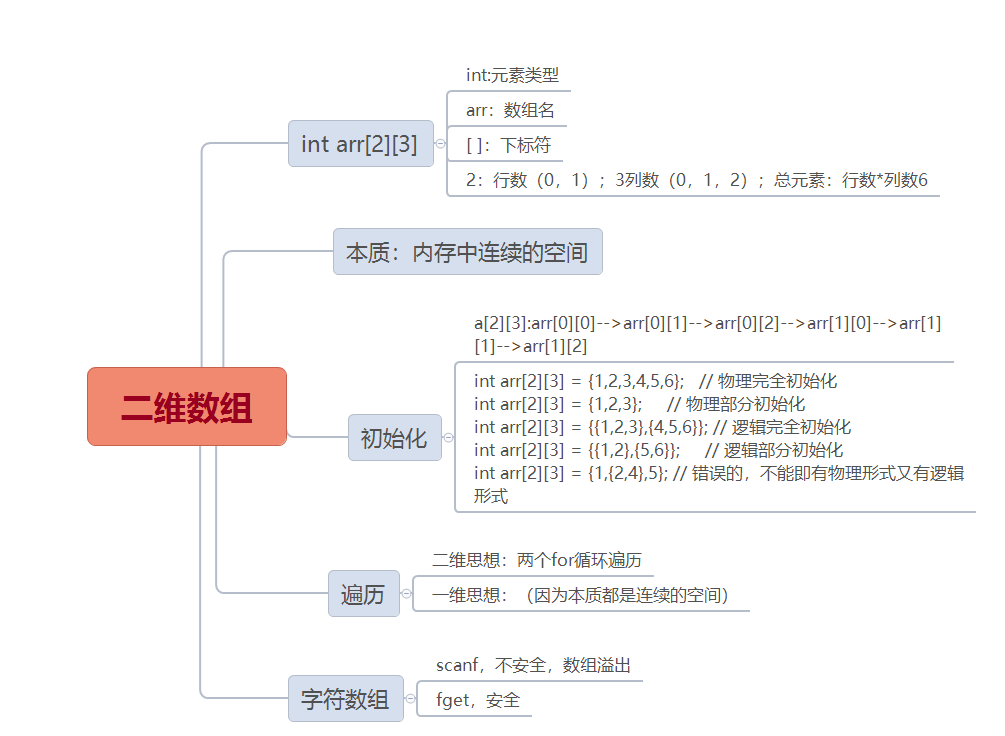 int arr[2][3]
int:元素类型
arr：数组名
[ ]：下标符
2：行数（0，1）；3列数（0，1，2）；总元素：行数*列数6
本质：内存中连续的空间
二维数组
初始化
a[2][3]:arr[0][0]-->arr[0][1]-->arr[0][2]-->arr[1][0]-->arr[1]
[1]-->arr[1][2]
int arr[2][3] = {1,2,3,4,5,6};   // 物理完全初始化
int arr[2][3] = {1,2,3};     // 物理部分初始化
int arr[2][3] = {{1,2,3},{4,5,6}}; // 逻辑完全初始化
int arr[2][3] = {{1,2},{5,6}};     // 逻辑部分初始化
int arr[2][3] = {1,{2,4},5}; // 错误的，不能即有物理形式又有逻辑
形式
遍历
二维思想：两个for循环遍历
一维思想：（因为本质都是连续的空间）
字符数组
scanf，不安全，数组溢出
fget，安全